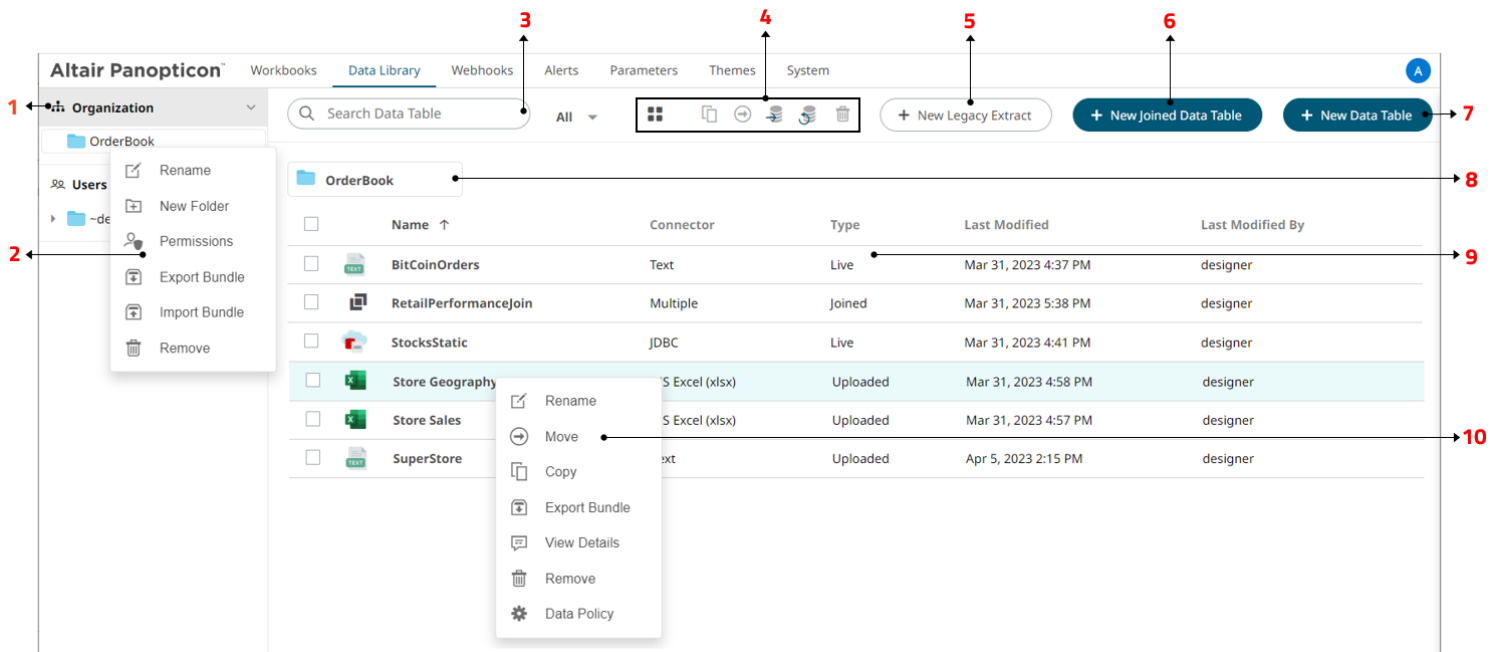 3
4
5
6
Altair Panopticon™
Workbooks
Data Library
Webhooks
Alerts
Parameters
Themes
System
A
1
Organization
Search Data Table
All
+ New Legacy Extract
+ New Joined Data Table
+ New Data Table
7
OrderBook
Users
~de
2
Rename
New Folder
Permissions
Export Bundle
Import Bundle
Remove
OrderBook
8
Name ↑
Connector
Type
Last Modified
Last Modified By
TEXT
BitCoinOrders
Text
Live
Mar 31, 2023 4:37 PM
designer
9
RetailPerformanceJoin
Multiple
Joined
Mar 31, 2023 5:38 PM
designer
StocksStatic
JDBC
Live
Mar 31, 2023 4:41 PM
designer
Store Geography
S Excel (xlsx)
Uploaded
Mar 31, 2023 4:58 PM
designer
Store Sales
S Excel (xlsx)
Uploaded
Mar 31, 2023 4:57 PM
designer
TEXT
SuperStore
ext
Uploaded
Apr 5, 2023 2:15 PM
designer
Rename
Move
10
Copy
Export Bundle
View Details
Remove
Data Policy